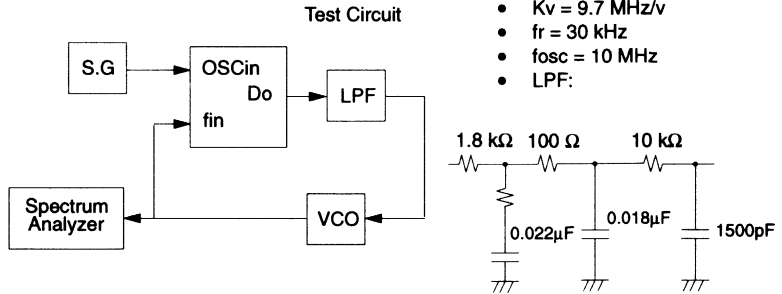 Test Circuit
• Kv = 9.7 MHz/v
• fr = 30 kHz
• fosc = 10 MHz
• LPF:
S.G
OSCin
Do
fin
LPF
VCO
Spectrum
Analyzer
1.8 kΩ 100 Ω 10 kΩ
0.022µF
0.018µF
1500pF